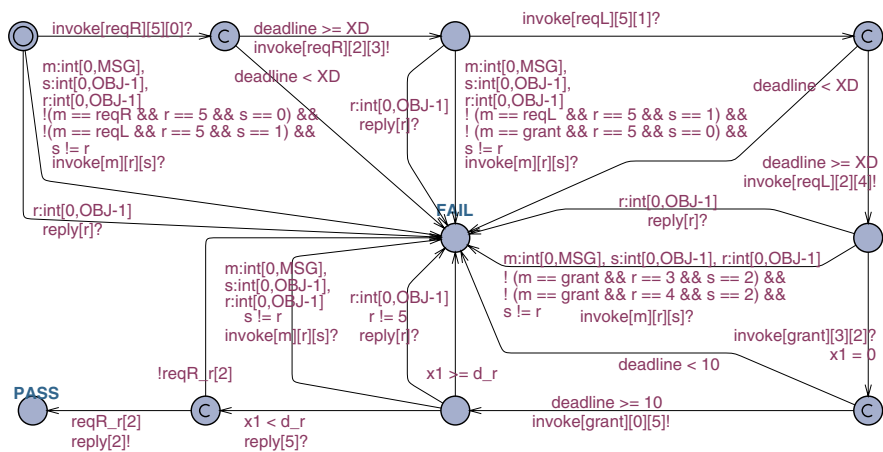 invoke[reqR][5][0]?
C
deadline >= XD
invoke[reqR][2][3]!
deadline < XD
invoke[reqL][5][1]?
C
m:int[0,MSG],
s:int[0,OBJ-1],
r:int[0,OBJ-1]
!(m == reqR && r == 5 && s == 0) &&
!(m == reqL && r == 5 && s == 1) &&
s != r
invoke[m][r][s]?
r:int[0,OBJ-1]
reply[r]?
m:int[0,MSG],
s:int[0,OBJ-1],
r:int[0,OBJ-1]
! (m == reqL && r == 5 && s == 1) &&
! (m == grant && r == 5 && s == 0) &&
s != r
invoke[m][r][s]?
deadline < XD
deadline >= XD
invoke[reqL][2][4]!
r:int[0,OBJ-1]
reply[r]?
FAIL
r:int[0,OBJ-1]
reply[r]?
m:int[0,MSG], s:int[0,OBJ-1], r:int[0,OBJ-1]
! (m == grant && r == 3 && s == 2) &&
! (m == grant && r == 4 && s == 2) &&
s != r
invoke[m][r][s]?
m:int[0,MSG],
s:int[0,OBJ-1],
r:int[0,OBJ-1]
s != r
invoke[m][r][s]?
r:int[0,OBJ-1]
r != 5
reply[r]?
invoke[grant][3][2]?
x1 = 0
deadline < 10
!reqR_r[2]
x1 >= d_r
PASS
reqR_r[2]
reply[2]!
C
x1 < d_r
reply[5]?
deadline >= 10
invoke[grant][0][5]!
C